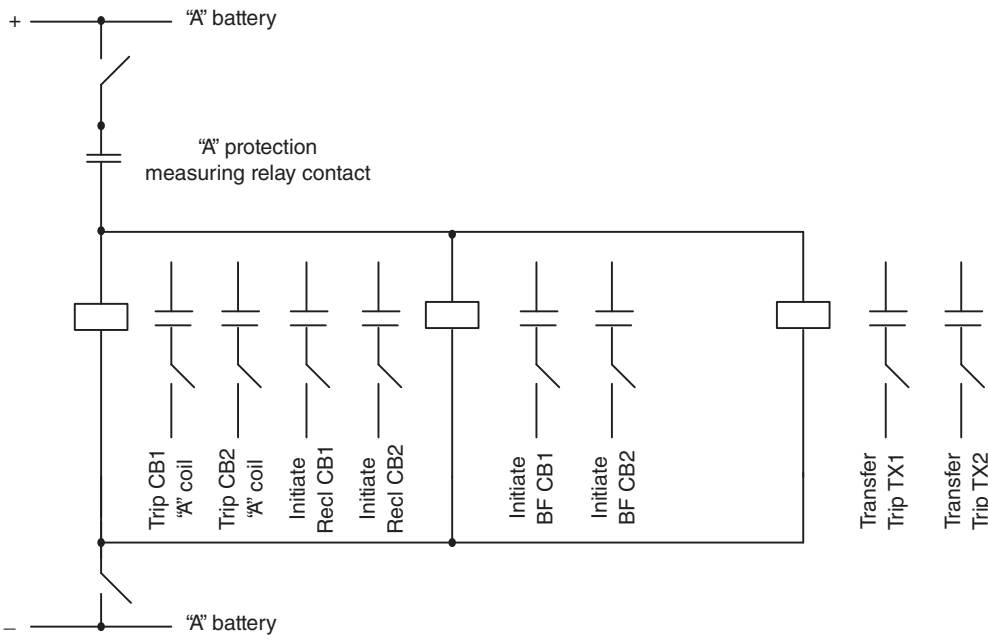 +
“A” battery
“A” protection
measuring relay contact
Trip CB1
“A” coil
Trip CB2
“A” coil
Initiate
Recl CB1
Initiate
Recl CB2
Initiate
BF CB1
Initiate
BF CB2
Transfer
Trip TX1
Transfer
Trip TX2
–
“A” battery